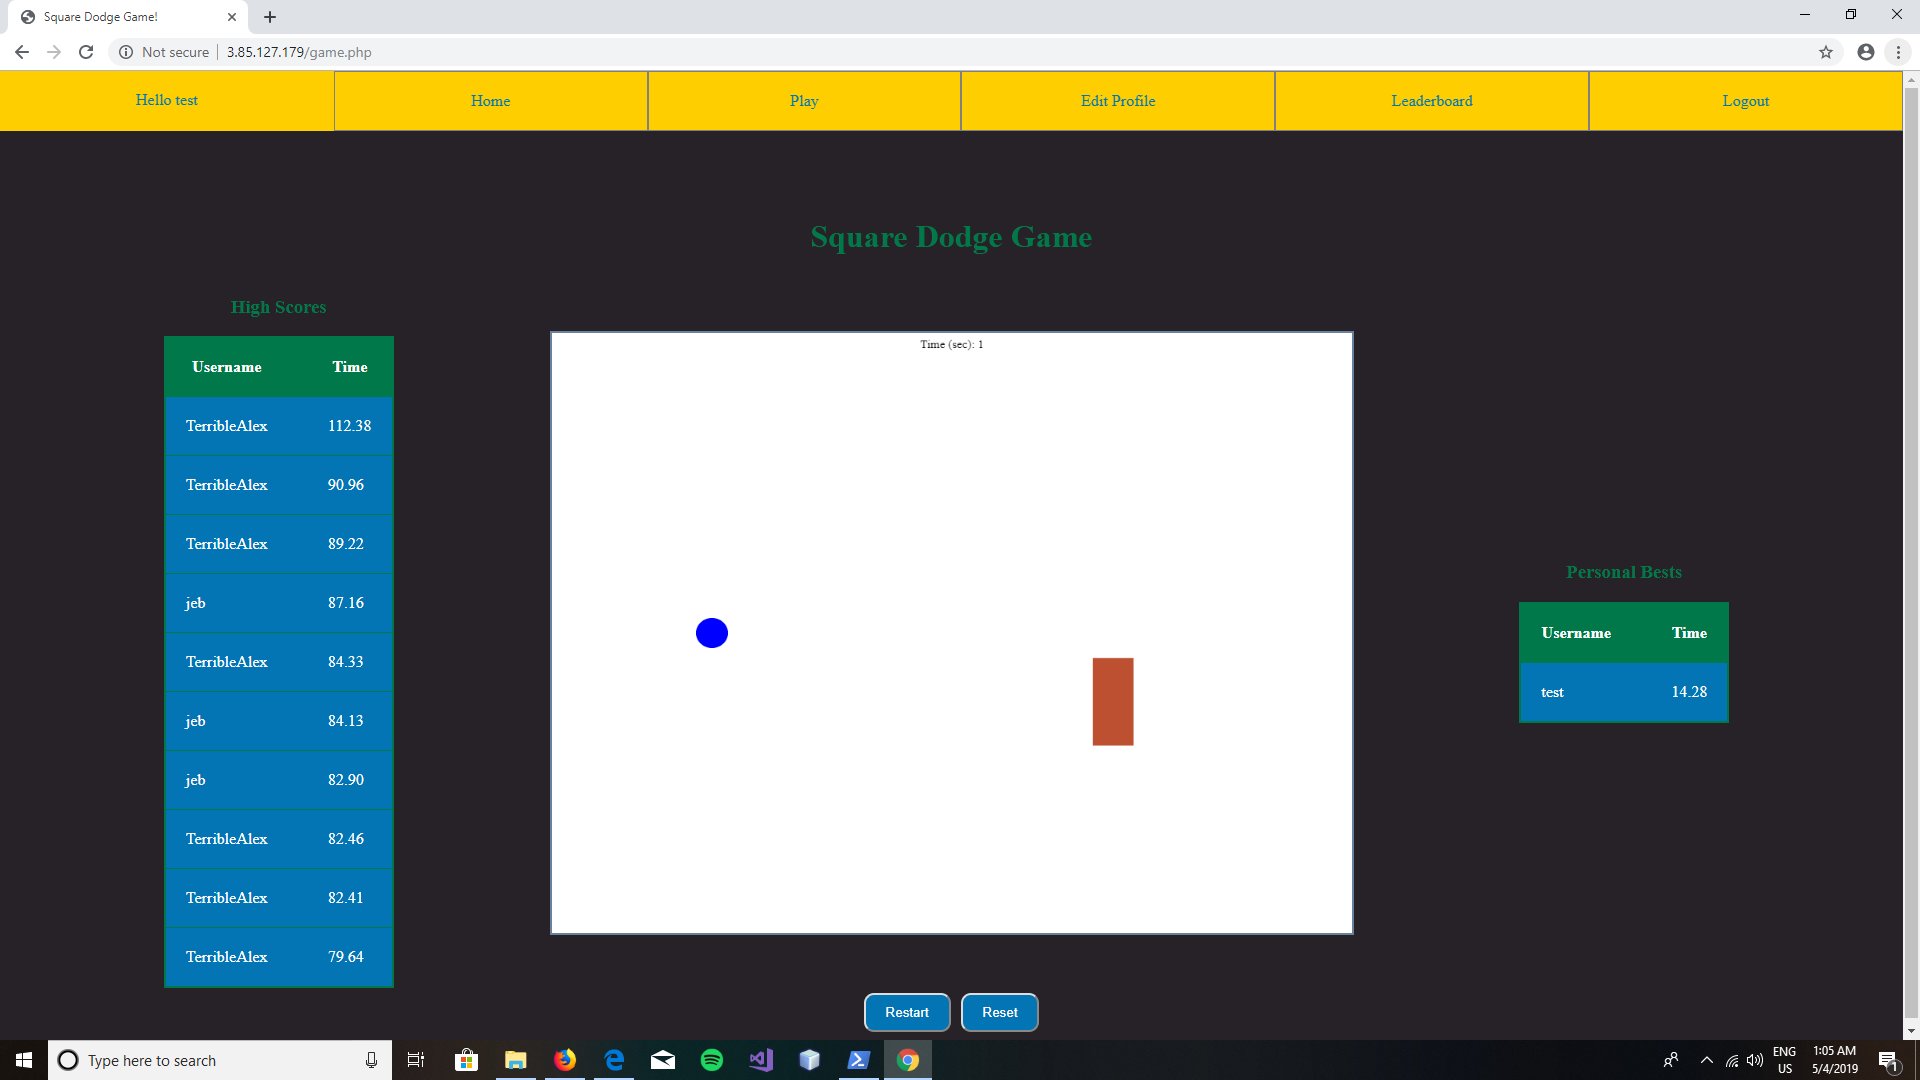 Square Dodge Game!
Not secure 3.85.127.179/game.php
Hello test Home Play Edit Profile Leaderboard Logout
Square Dodge Game
High Scores
Username Time
TerribleAlex 112.38
TerribleAlex 90.96
TerribleAlex 89.22
jeb 87.16
TerribleAlex 84.33
jeb 84.13
jeb 82.90
TerribleAlex 82.46
TerribleAlex 82.41
TerribleAlex 79.64
Time (sec): 1
Personal Bests
Username Time
test 14.28
Restart Reset
Type here to search
ENG
US
1:05 AM
5/4/2019
1